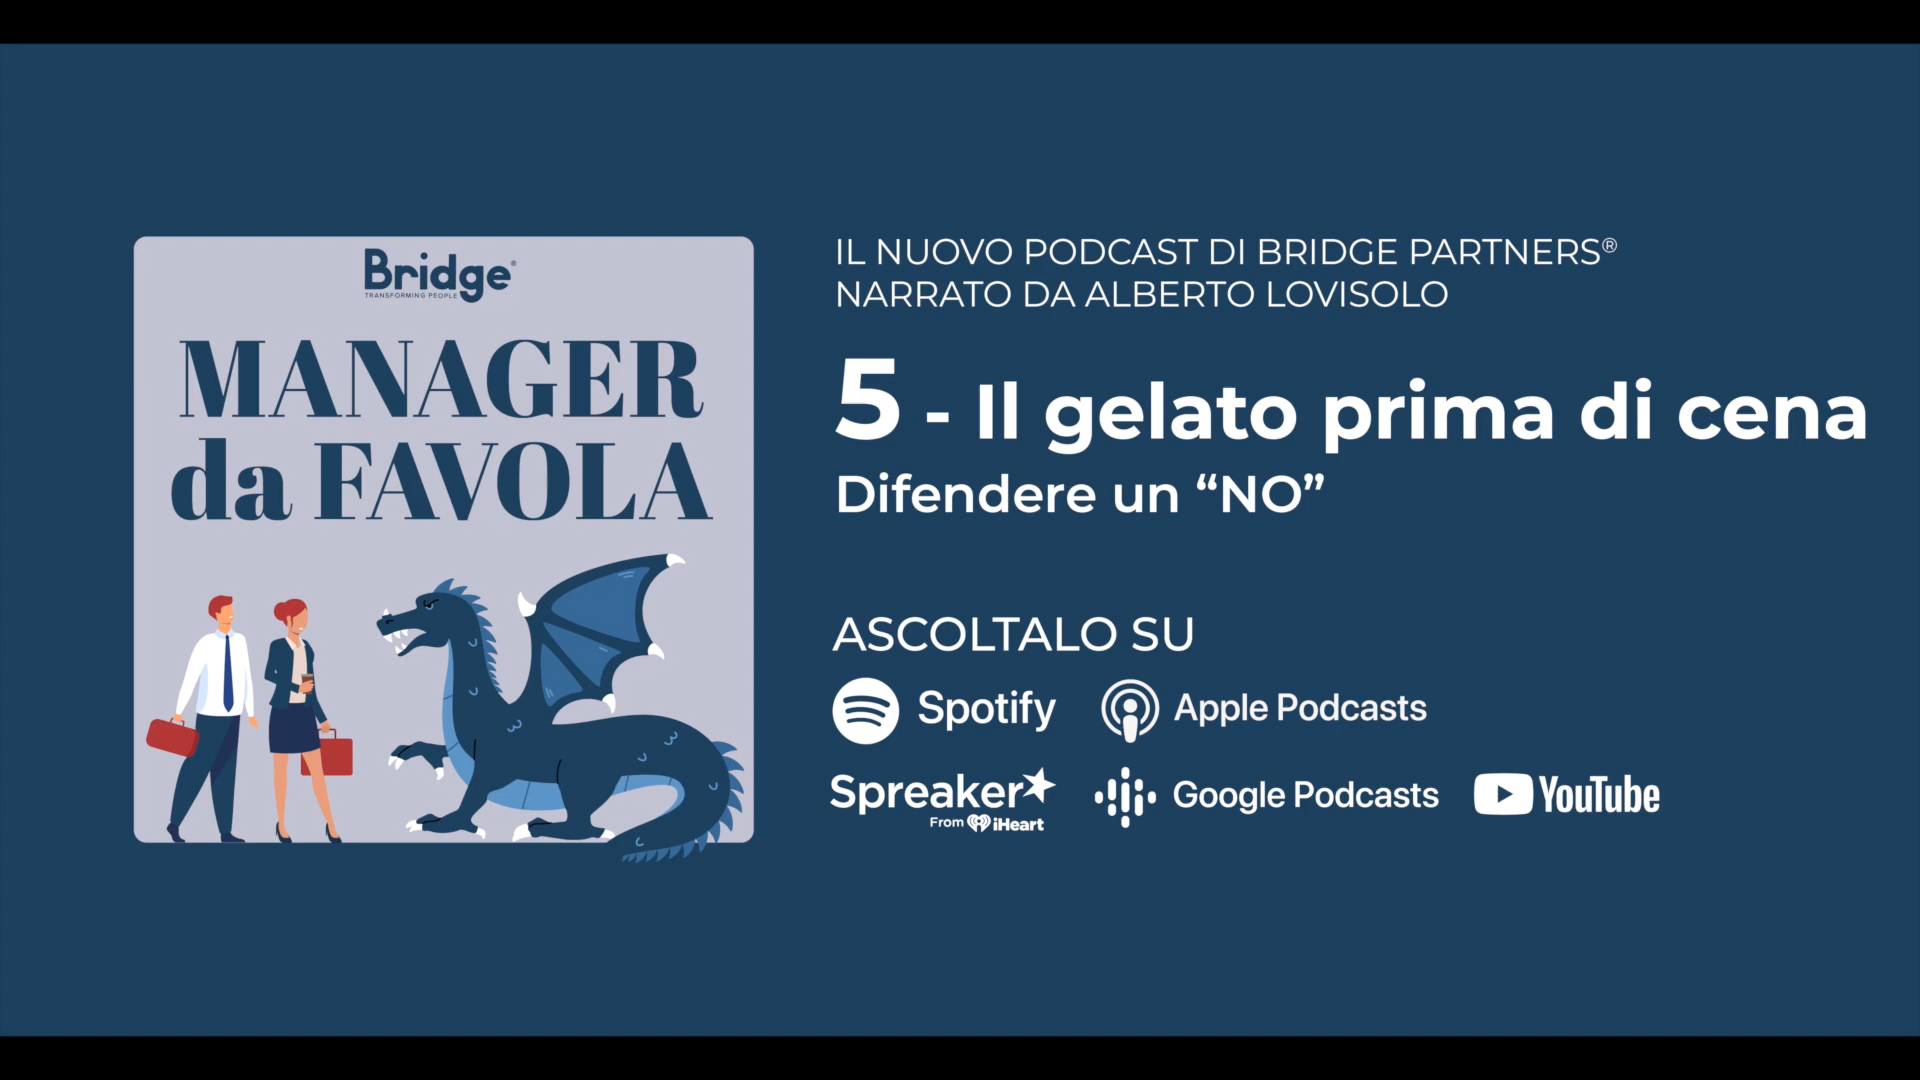 Bridge®
TRANSFORMING PEOPLE
MANAGER
da FAVOLA
IL NUOVO PODCAST DI BRIDGE PARTNERS®
NARRATO DA ALBERTO LOVISOLO
5 - Il gelato prima di cena
Difendere un “NO”
ASCOLTALO SU
Spotify
Apple Podcasts
Spreaker
From iHeart
Google Podcasts
YouTube